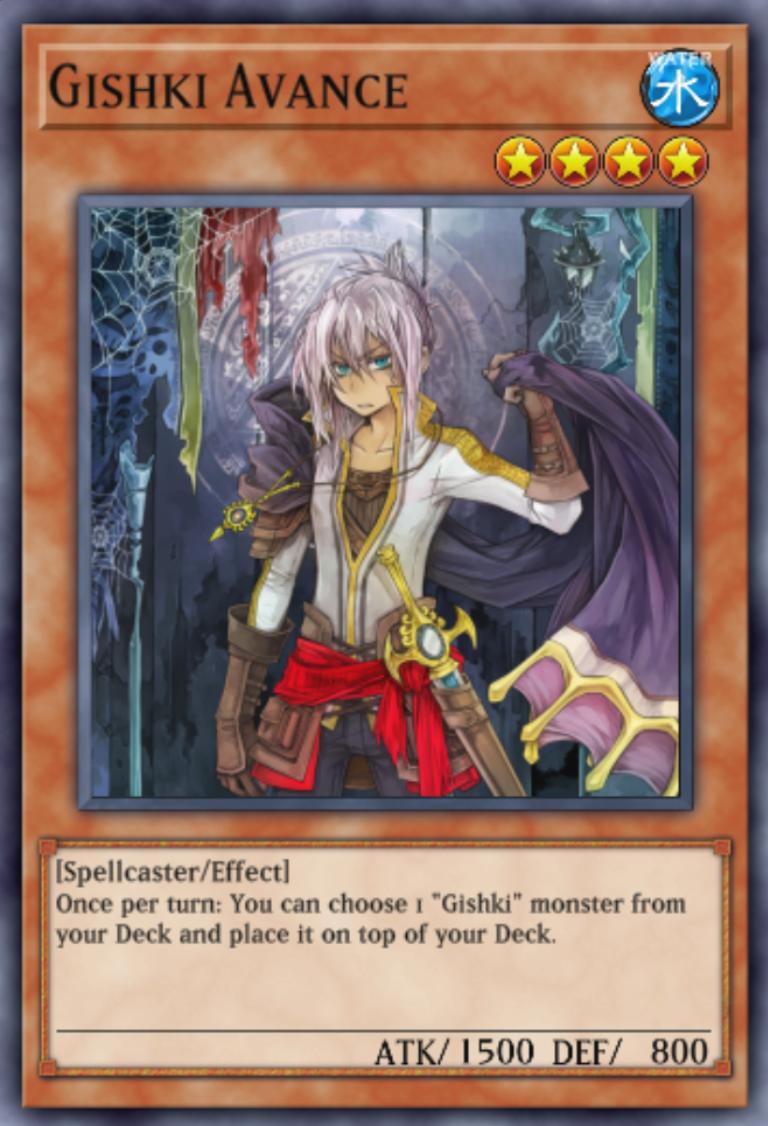 GISHKI AVANCE
WATER
水
[Spellcaster/Effect]
Once per turn: You can choose 1 "Gishki" monster from
your Deck and place it on top of your Deck.
ATK/ 1500 DEF/ 800